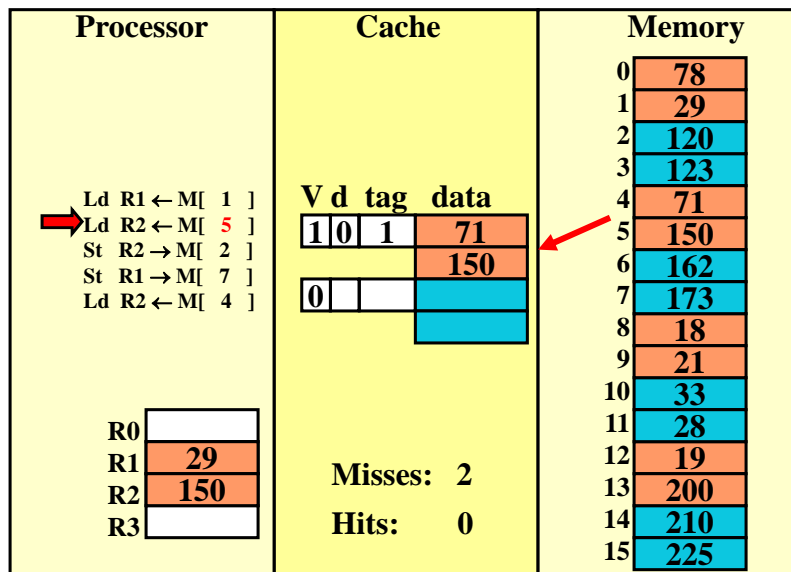 Processor
Ld R1 ← M[ 1 ]
Ld R2 ← M[ 5 ]
St R2 → M[ 2 ]
St R1 → M[ 7 ]
Ld R2 ← M[ 4 ]
R0
R1 29
R2 150
R3
Cache
V d tag data
1 0 1 71
150
0
Misses: 2
Hits: 0
Memory
0 78
1 29
2 120
3 123
4 71
5 150
6 162
7 173
8 18
9 21
10 33
11 28
12 19
13 200
14 210
15 225